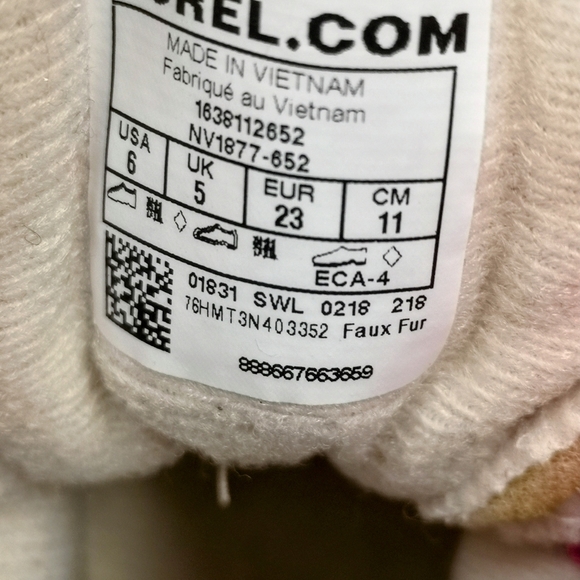 OREL.COM
MADE IN VIETNAM
Fabriqué au Vietnam
1638112652
NV1877-652
USA UK EUR CM
6 5 23 11
ECA-4
01831 SWL 0218 218
76HMT3N403352 Faux Fur
888667663659